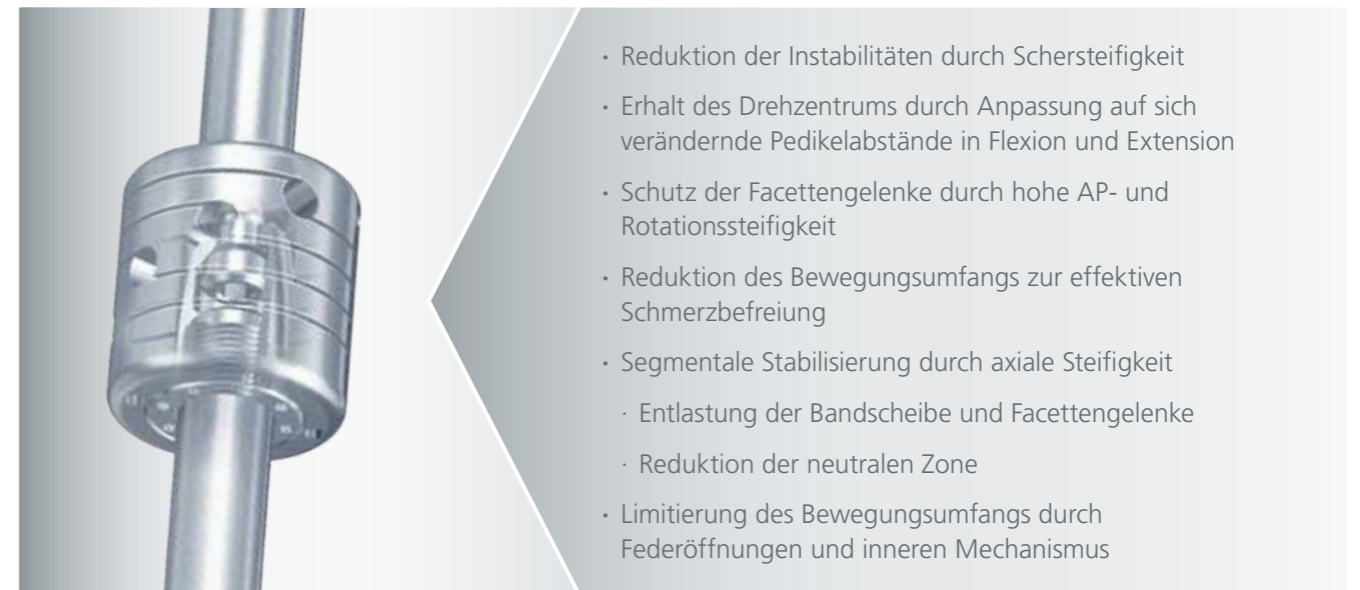 · Reduktion der Instabilitäten durch Schersteifigkeit
· Erhalt des Drehzentrums durch Anpassung auf sich
verändernde Pedikelabstände in Flexion und Extension
· Schutz der Facettengelenke durch hohe AP- und
Rotationssteifigkeit
· Reduktion des Bewegungsumfangs zur effektiven
Schmerzbefreiung
· Segmentale Stabilisierung durch axiale Steifigkeit
· Entlastung der Bandscheibe und Facettengelenke
· Reduktion der neutralen Zone
· Limitierung des Bewegungsumfangs durch
Federöffnungen und inneren Mechanismus